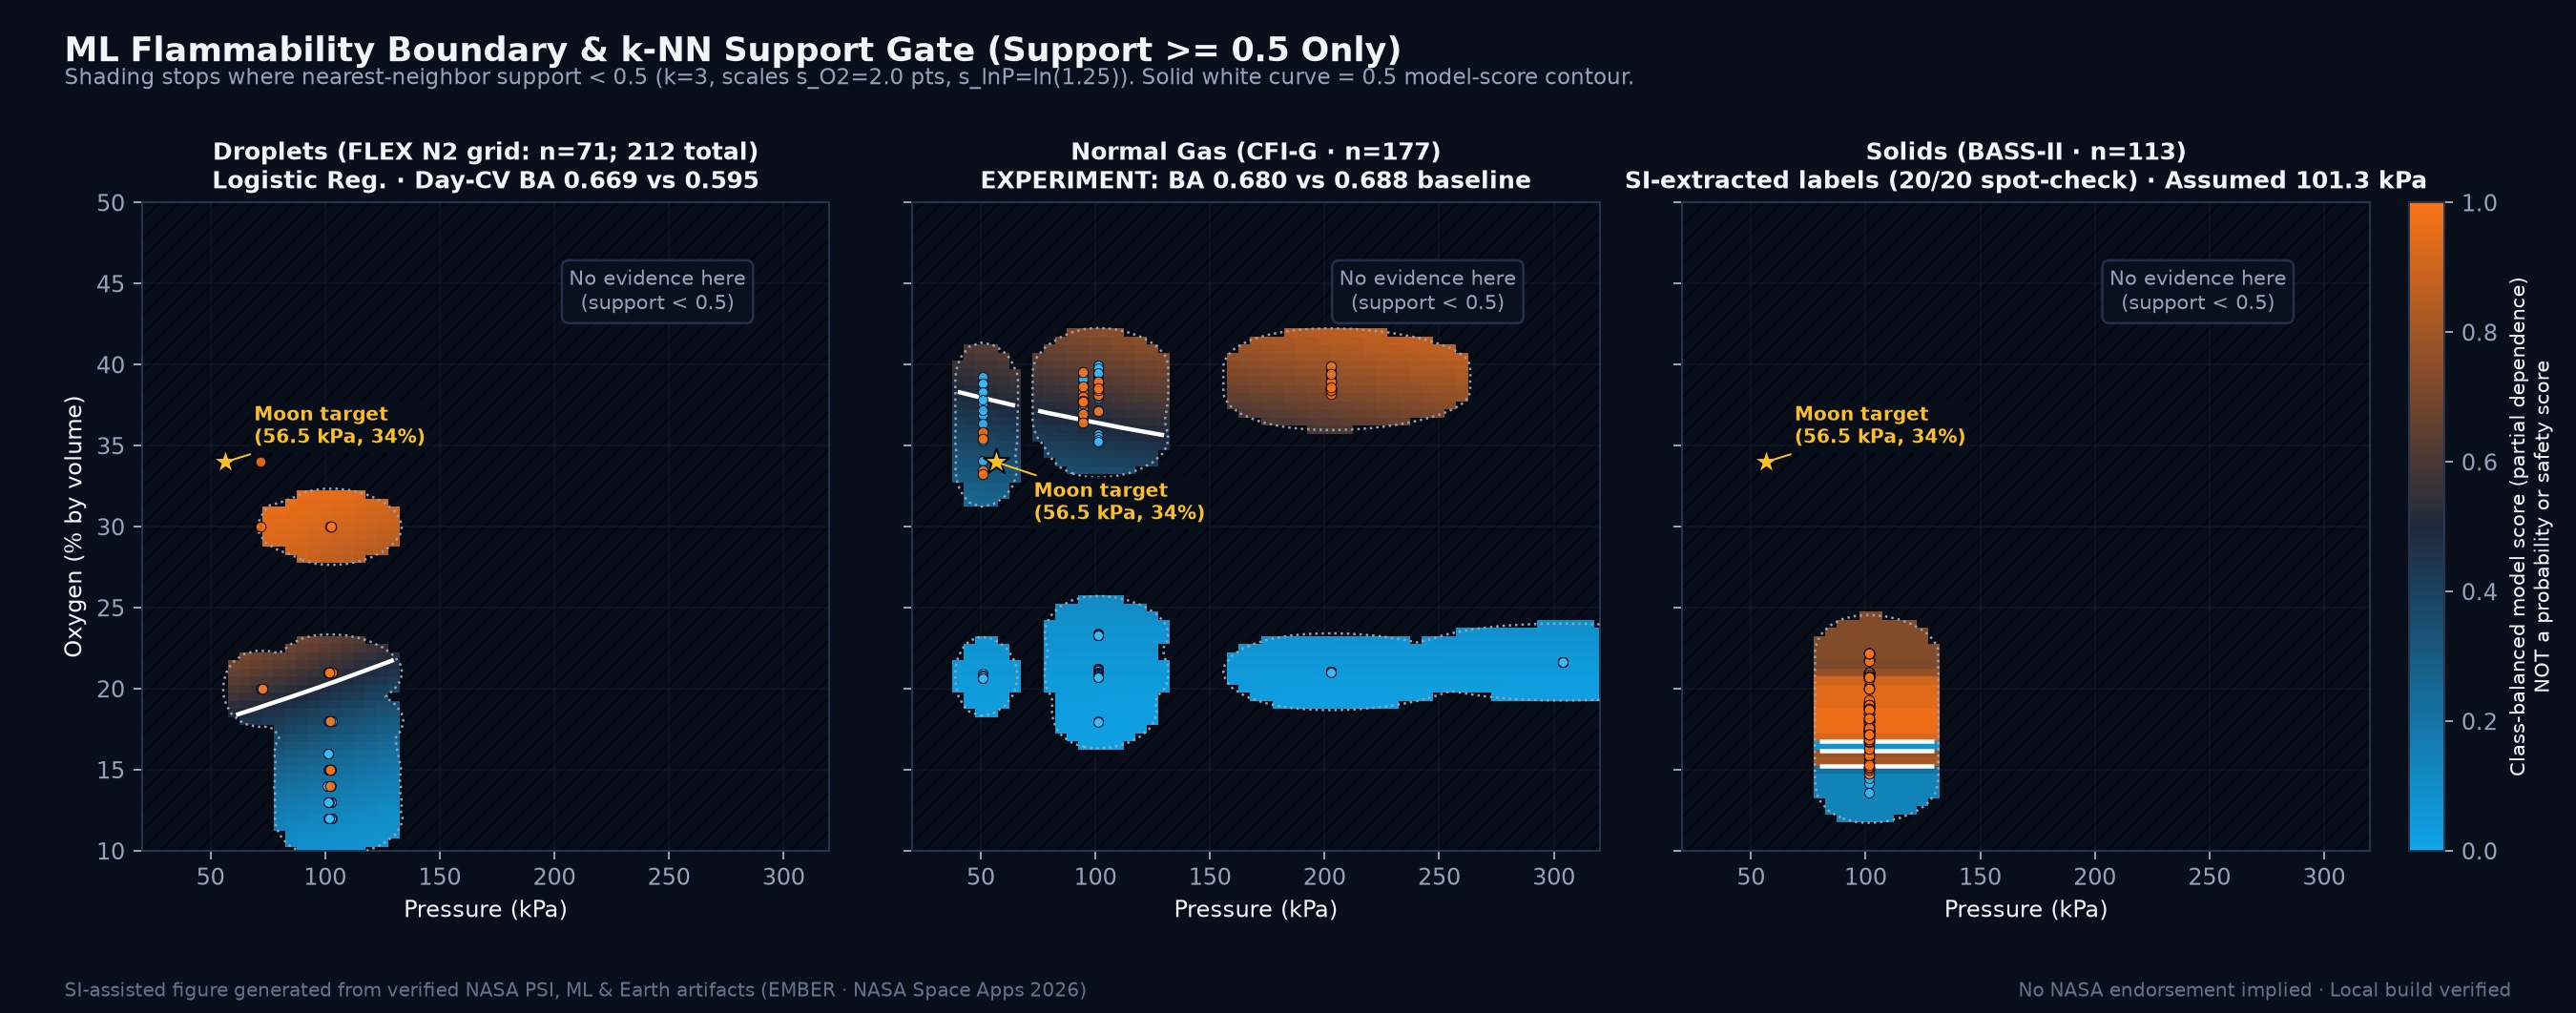 ML Flammability Boundary & k-NN Support Gate (Support >= 0.5 Only)
Shading stops where nearest-neighbor support < 0.5 (k=3, scales s_O2=2.0 pts, s_lnP=ln(1.25)). Solid white curve = 0.5 model-score contour.
Droplets (FLEX N2 grid: n=71; 212 total)
Logistic Reg. · Day-CV BA 0.669 vs 0.595
50
45
40
35
30
25
20
15
10
Oxygen (% by volume)
No evidence here
(support < 0.5)
Moon target
(56.5 kPa, 34%)
50 100 150 200 250 300
Pressure (kPa)
Normal Gas (CFI-G · n=177)
EXPERIMENT: BA 0.680 vs 0.688 baseline
No evidence here
(support < 0.5)
Moon target
(56.5 kPa, 34%)
50 100 150 200 250 300
Pressure (kPa)
Solids (BASS-II · n=113)
SI-extracted labels (20/20 spot-check) · Assumed 101.3 kPa
No evidence here
(support < 0.5)
Moon target
(56.5 kPa, 34%)
50 100 150 200 250 300
Pressure (kPa)
1.0
0.8
0.6
0.4
0.2
0.0
Class-balanced model score (partial dependence)
NOT a probability or safety score
SI-assisted figure generated from verified NASA PSI, ML & Earth artifacts (EMBER · NASA Space Apps 2026)
No NASA endorsement implied · Local build verified